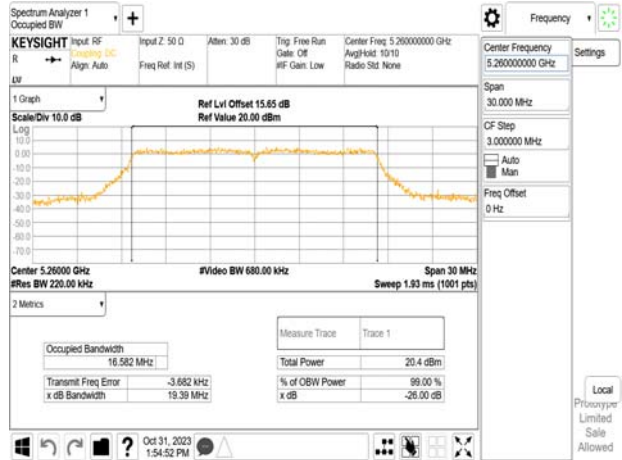 Spectrum Analyzer 1
Occupied BW
+
Frequency
KEYSIGHT Input: RF Input Z: 50 Ω Atten: 30 dB Trig: Free Run Center Freq: 5.260000000 GHz
Coupling: DC Gate: Off Avg|Hold: 10/10
R Align: Auto Freq Ref: Int (S) #IF Gain: Low Radio Std: None
Center Frequency
5.260000000 GHz
Settings
Span
30.000 MHz
CF Step
3.000000 MHz
Auto
Man
Freq Offset
0 Hz
1 Graph
Ref Lvl Offset 15.65 dB
Scale/Div 10.0 dB Ref Value 20.00 dBm
Log
10.0
0.00
-10.0
-20.0
-30.0
-40.0
-50.0
-60.0
-70.0
Center 5.26000 GHz #Video BW 680.00 kHz Span 30 MHz
#Res BW 220.00 kHz Sweep 1.93 ms (1001 pts)
2 Metrics
Measure Trace Trace 1
Occupied Bandwidth
16.582 MHz Total Power 20.4 dBm
Transmit Freq Error -3.682 kHz % of OBW Power 99.00 %
x dB Bandwidth 19.39 MHz x dB -26.00 dB
Local
Prototype
Limited
Sale
Allowed
?
Oct 31, 2023
1:54:52 PM